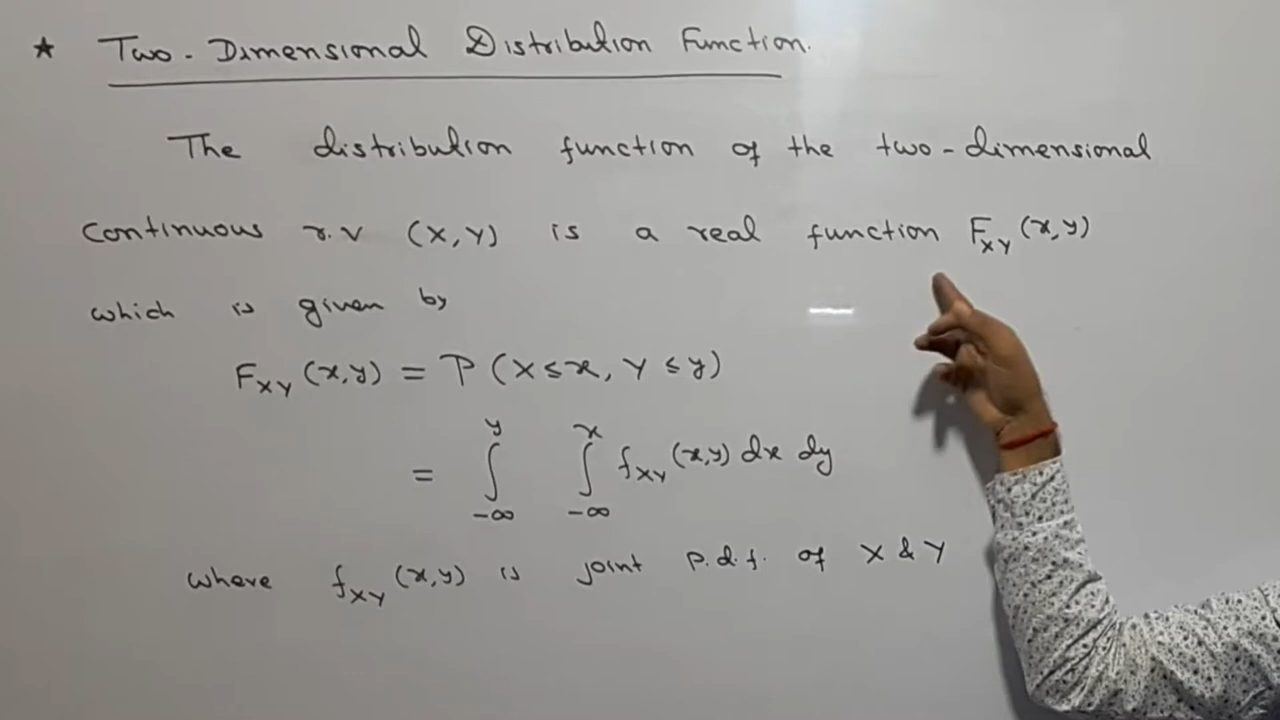 ★ Two-Dimensional Distribution Function.
The distribution function of the two-dimensional
continuous r.v (X,Y) is a real function F_XY (x,y)
which is given by
F_XY (x,y) = P (X≤x, Y≤y)
= ∫_{-∞}^{y} ∫_{-∞}^{x} f_XY (x,y) dx dy
where f_XY (x,y) is joint p.d.f. of X & Y